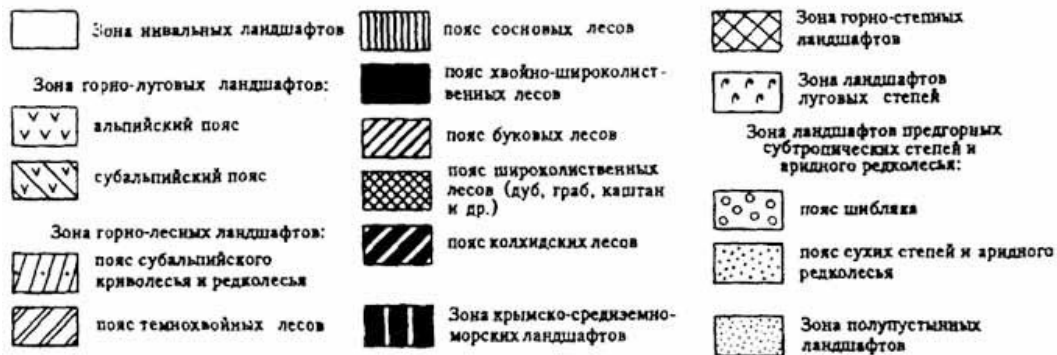 Зона нивальных ландшафтов
Зона горно-луговых ландшафтов:
альпийский пояс
субальпийский пояс
Зона горно-лесных ландшафтов:
пояс субальпийского
криволесья и редколесья
пояс темнохвойных лесов
пояс сосновых лесов
пояс хвойно-широколист-
венных лесов
пояс буковых лесов
пояс широколиственных
лесов (дуб, граб, каштан
и др.)
пояс колхидских лесов
Зона крымско-средиземно-
морских ландшафтов
Зона горно-степных
ландшафтов
Зона ландшафтов
луговых степей
Зона ландшафтов предгорных
субтропических степей и
аридного редколесья:
пояс шибляка
пояс сухих степей и аридного
редколесья
Зона полупустынных
ландшафтов